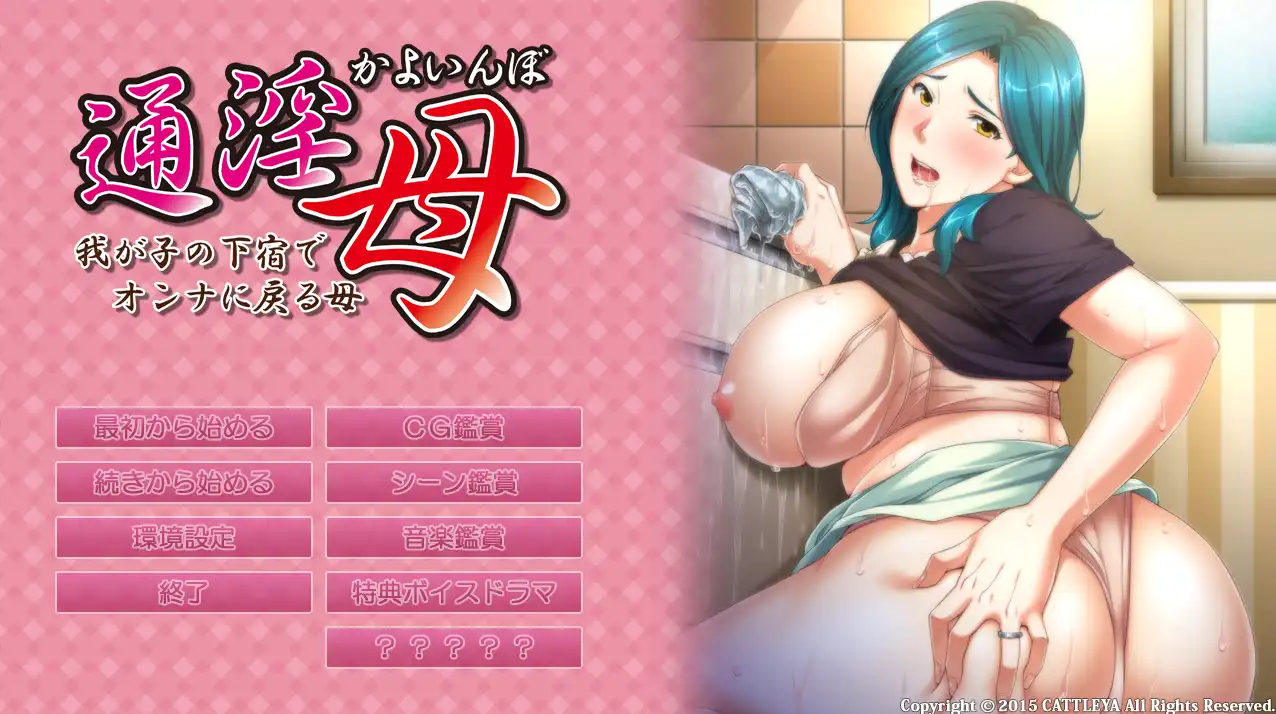 かよいんぼ
通淫母
我が子の下宿で
オンナに戻る母
最初から始める
CG鑑賞
続きから始める
シーン鑑賞
環境設定
音楽鑑賞
終了
特典ボイスドラマ
?????
Copyright © 2015 CATTLEYA All Rights Reserved.